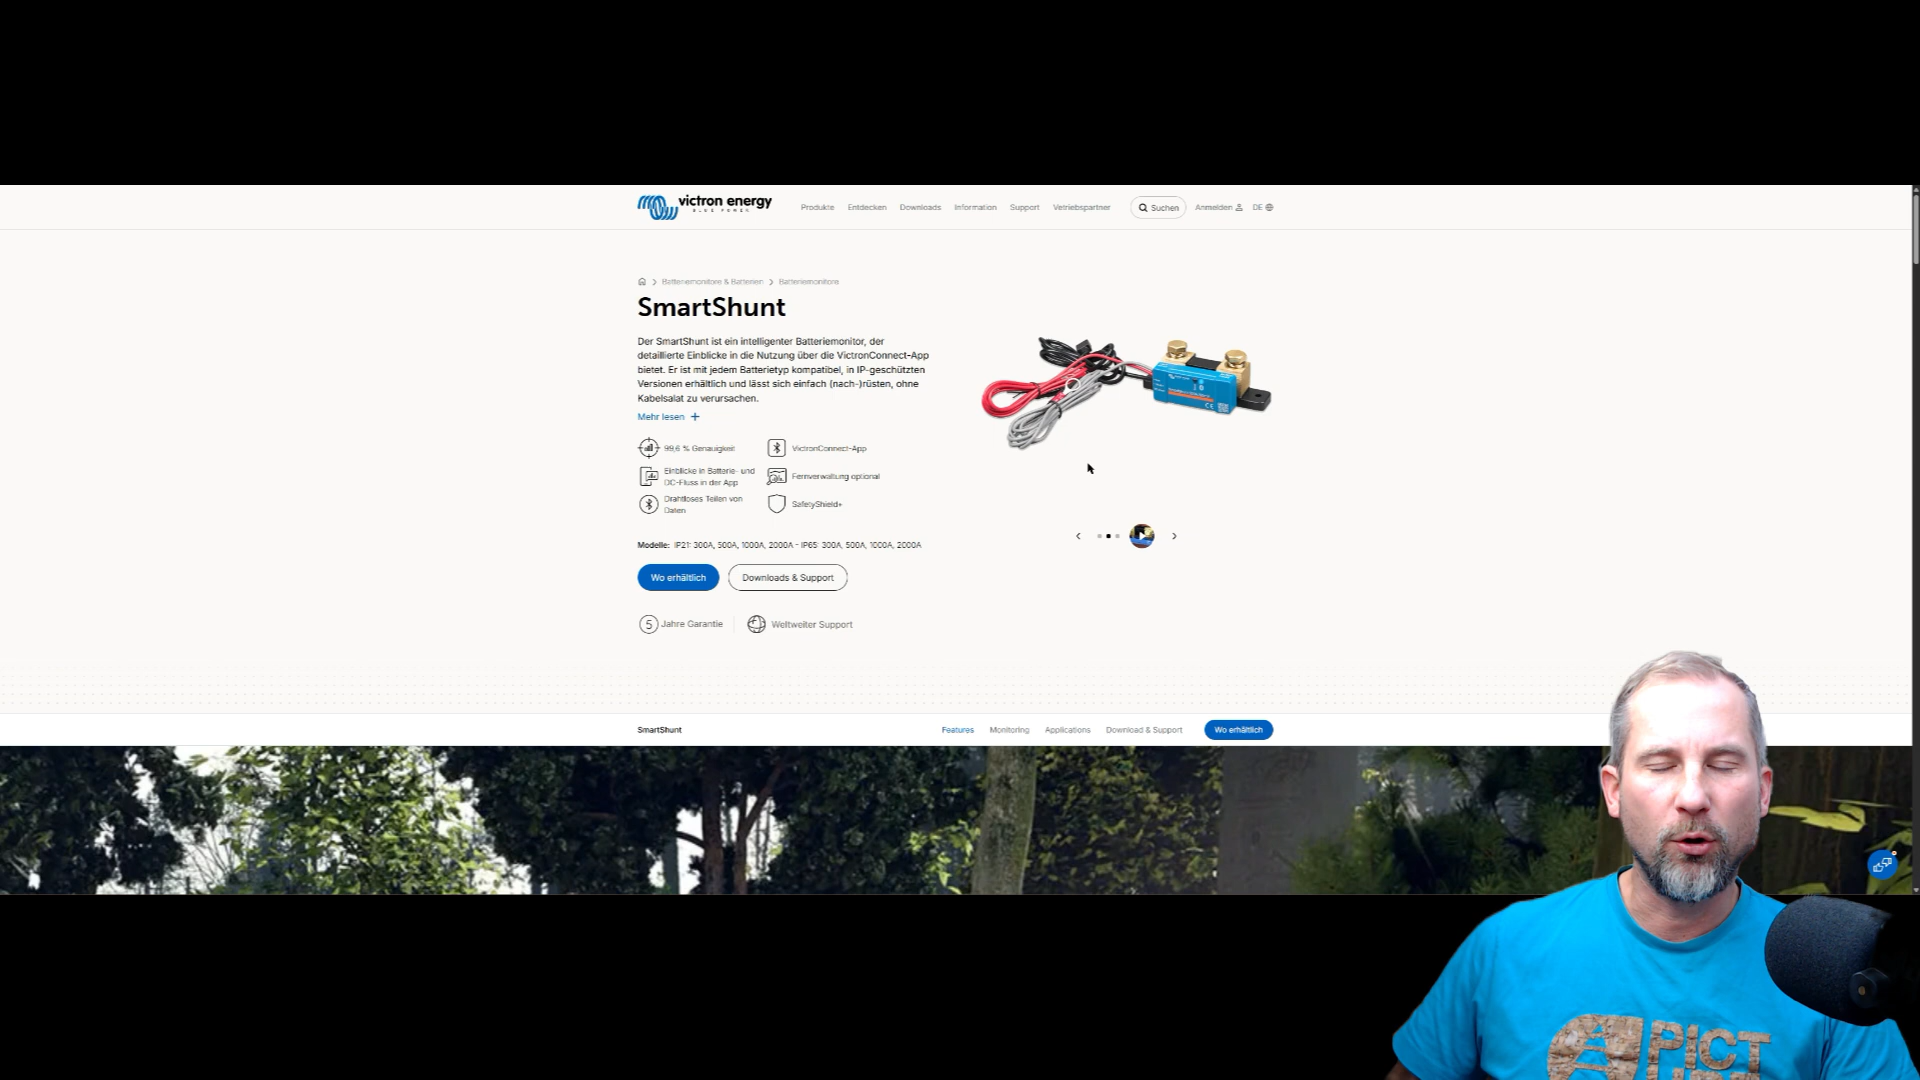 victron energy
BLUE POWER
Produkte Entdecken Downloads Information Support Vertriebspartner Suchen Anmelden DE
Batteriemonitore & Batterien > Batteriemonitore
SmartShunt
Der SmartShunt ist ein intelligenter Batteriemonitor, der
detaillierte Einblicke in die Nutzung über die VictronConnect-App
bietet. Er ist mit jedem Batterietyp kompatibel, in IP-geschützten
Versionen erhältlich und lässt sich einfach (nach-)rüsten, ohne
Kabelsalat zu verursachen.
Mehr lesen +
99,6 % Genauigkeit
VictronConnect-App
Einblicke in Batterie- und
DC-Fluss in der App
Fernverwaltung optional
Drahtloses Teilen von
Daten
SafetyShield+
Modelle: IP21: 300A, 500A, 1000A, 2000A - IP65: 300A, 500A, 1000A, 2000A
Wo erhältlich
Downloads & Support
5 Jahre Garantie
Weltweiter Support
SmartShunt Features Monitoring Applications Download & Support Wo erhältlich
PICT